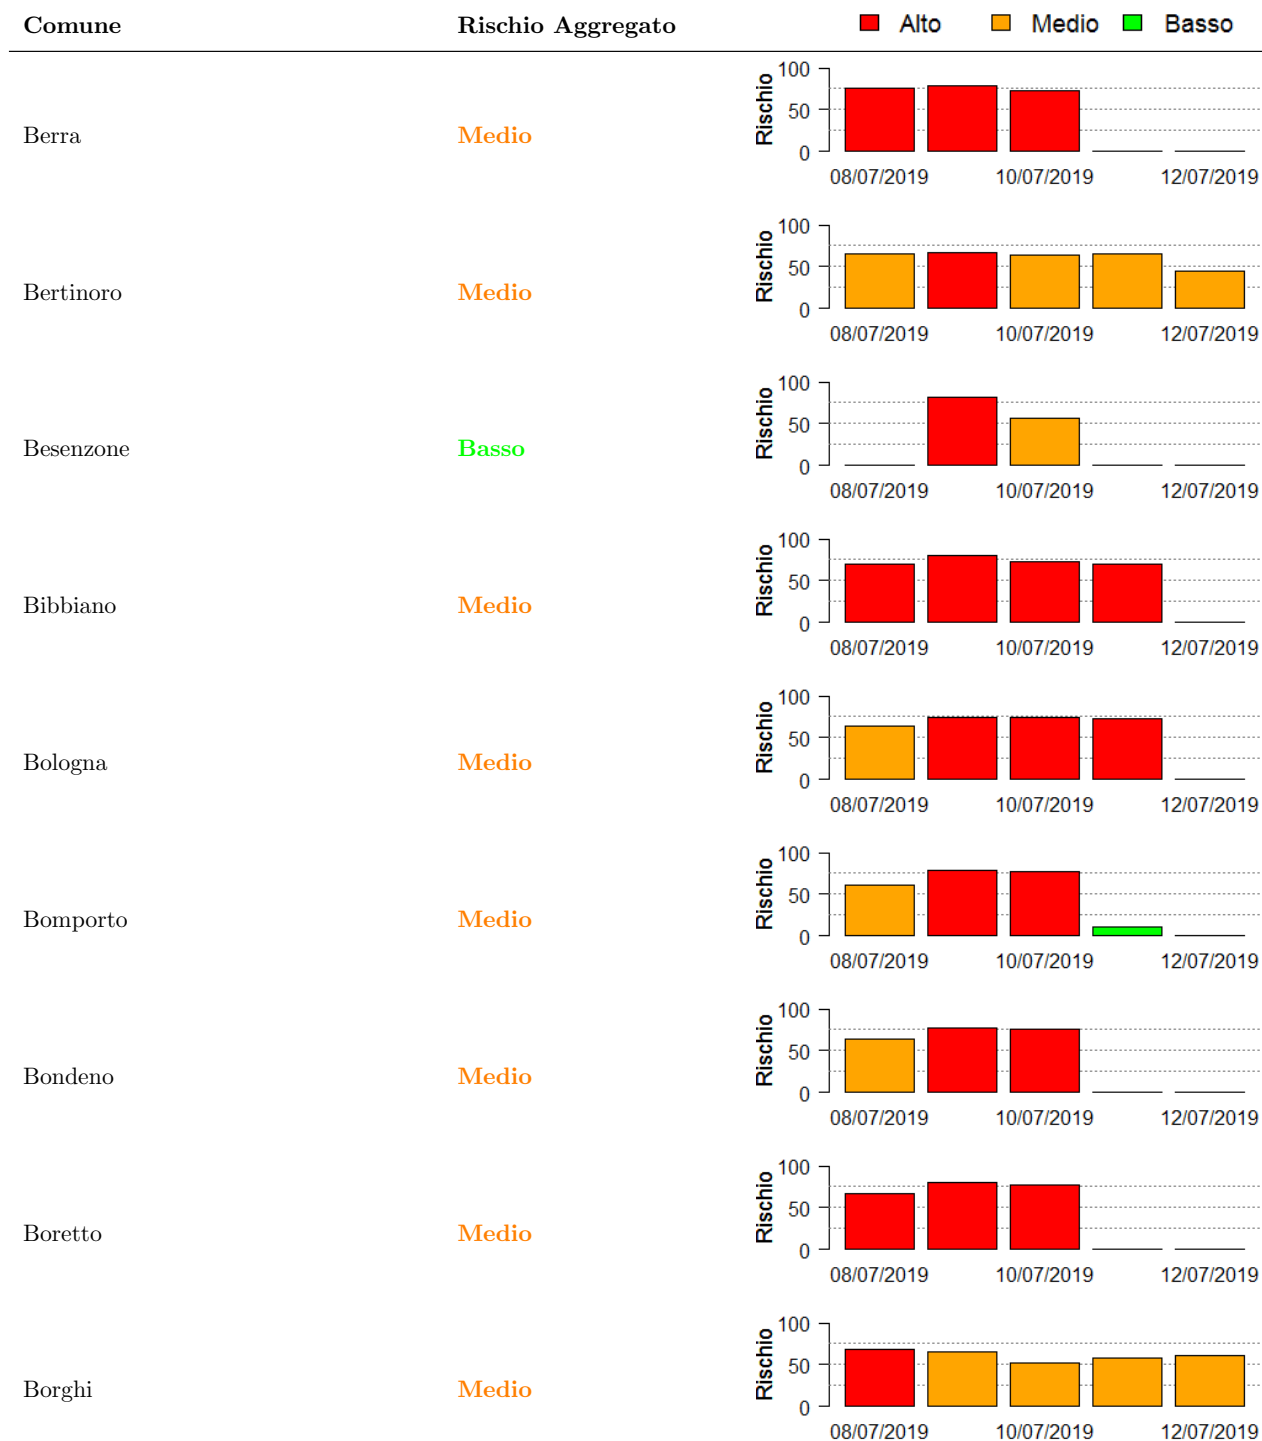 Comune Rischio Aggregato Alto Medio Basso
Berra Medio Rischio 100 50 0
08/07/2019 10/07/2019 12/07/2019
Bertinoro Medio Rischio 100 50 0
08/07/2019 10/07/2019 12/07/2019
Besenzone Basso Rischio 100 50 0
08/07/2019 10/07/2019 12/07/2019
Bibbiano Medio Rischio 100 50 0
08/07/2019 10/07/2019 12/07/2019
Bologna Medio Rischio 100 50 0
08/07/2019 10/07/2019 12/07/2019
Bomporto Medio Rischio 100 50 0
08/07/2019 10/07/2019 12/07/2019
Bondeno Medio Rischio 100 50 0
08/07/2019 10/07/2019 12/07/2019
Boretto Medio Rischio 100 50 0
08/07/2019 10/07/2019 12/07/2019
Borghi Medio Rischio 100 50 0
08/07/2019 10/07/2019 12/07/2019